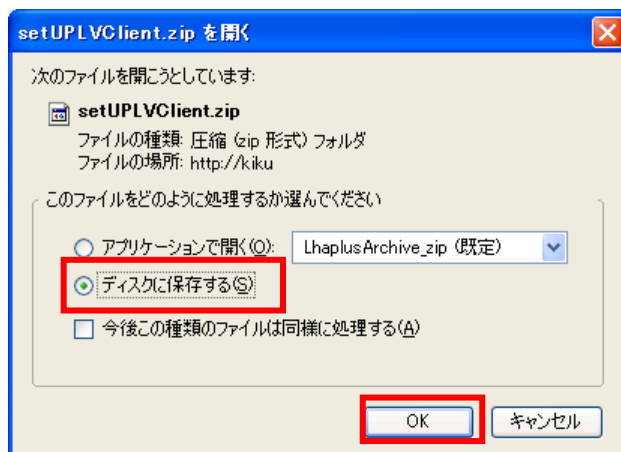 setUPLVClient.zip を開く
次のファイルを開こうとしています:
setUPLVClient.zip
ファイルの種類: 圧縮 (zip 形式) フォルダ
ファイルの場所: http://kiku
このファイルをどのように処理するか選んでください
アプリケーションで開く(O): LhaplusArchive_zip (既定)
ディスクに保存する(S)
今後この種類のファイルは同様に処理する(A)
OK キャンセル